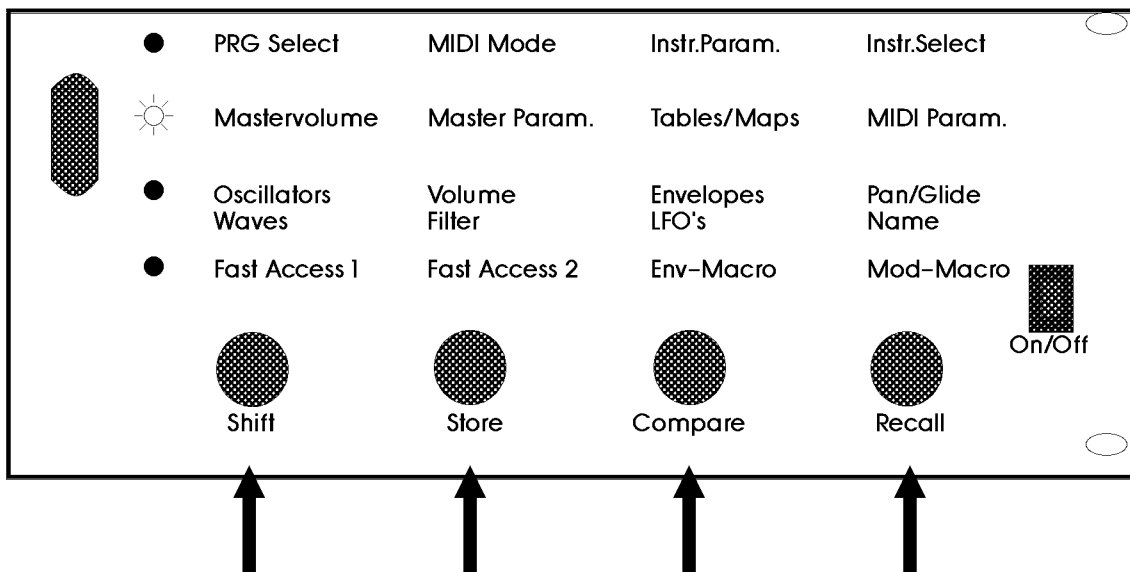 PRG Select MIDI Mode Instr.Param. Instr.Select
Mastervolume Master Param. Tables/Maps MIDI Param.
Oscillators Volume Envelopes Pan/Glide
Waves Filter LFO's Name
Fast Access 1 Fast Access 2 Env-Macro Mod-Macro
On/Off
Shift Store Compare Recall